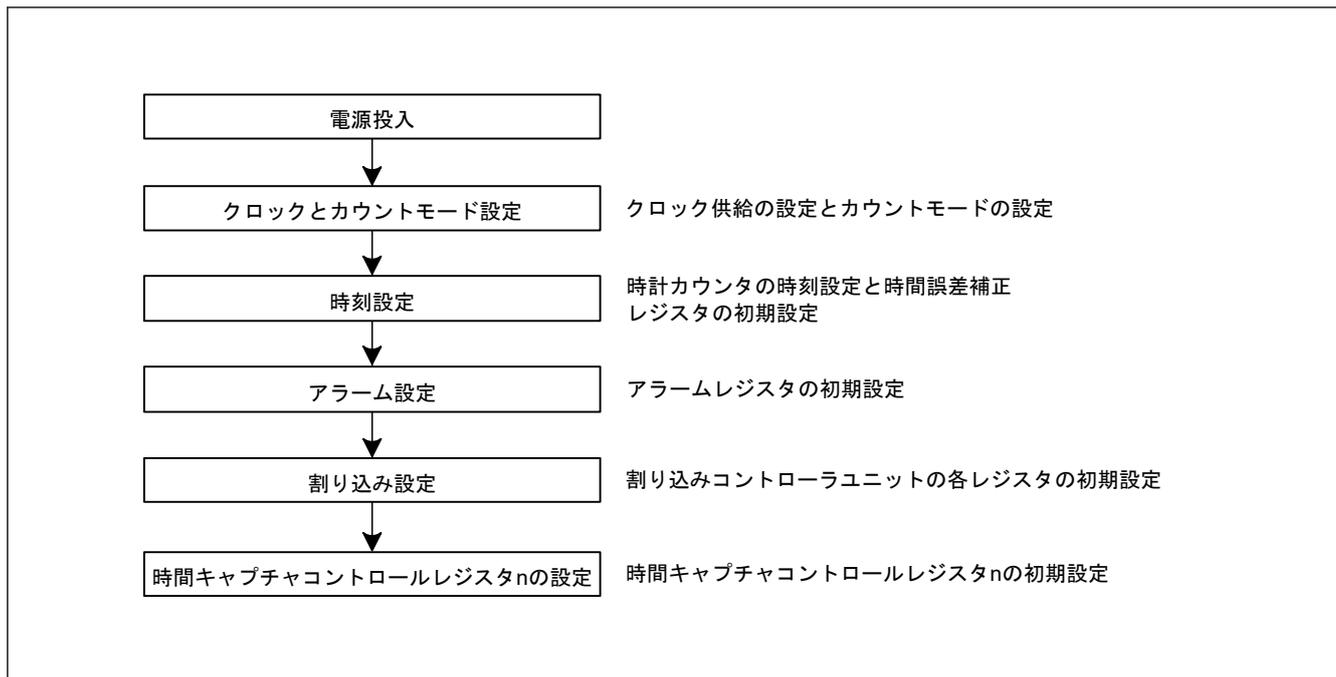 電源投入
クロックとカウントモード設定
クロック供給の設定とカウントモードの設定
時刻設定
時計カウンタの時刻設定と時間誤差補正
レジスタの初期設定
アラーム設定
アラームレジスタの初期設定
割り込み設定
割り込みコントローラユニットの各レジスタの初期設定
時間キャプチャコントロールレジスタnの設定
時間キャプチャコントロールレジスタnの初期設定